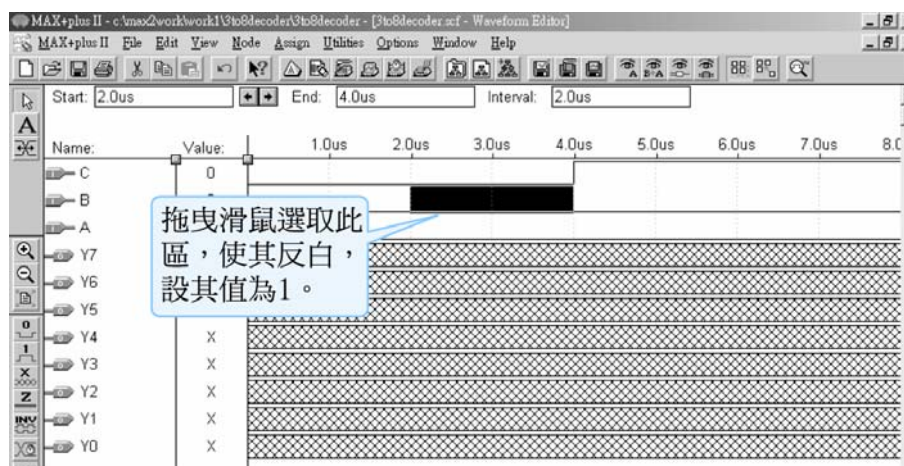 MAX+plus II - c:\max2work\work1\3to8decoder\3to8decoder - [3to8decoder.scf - Waveform Editor]
MAX+plus II File Edit View Node Assign Utilities Options Window Help
Start: 2.0us End: 4.0us Interval: 2.0us
Name: Value: 1.0us 2.0us 3.0us 4.0us 5.0us 6.0us 7.0us 8.0
C 0
B
A
Y7
Y6
Y5
Y4 X
Y3 X
Y2 X
Y1 X
Y0 X
拖曳滑鼠選取此
區，使其反白，
設其值為1。